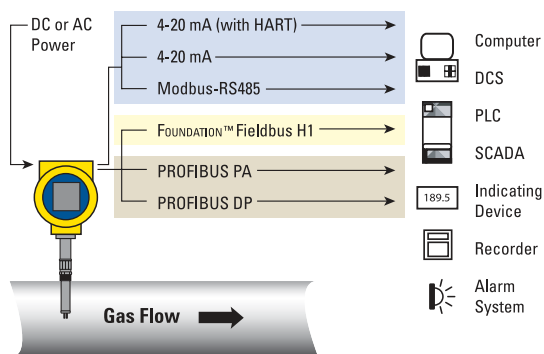 DC or AC
Power
4-20 mA (with HART)
4-20 mA
Modbus-RS485
FOUNDATION™ Fieldbus H1
PROFIBUS PA
PROFIBUS DP
Computer
DCS
PLC
SCADA
189.5
Indicating
Device
Recorder
Alarm
System
Gas Flow